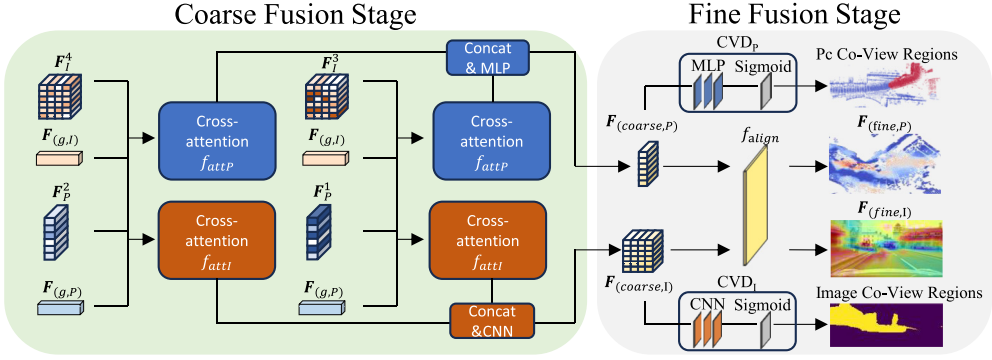 Coarse Fusion Stage
Fine Fusion Stage
F_I^4
F_(g,I)
F_P^2
F_(g,P)
Cross-
attention
f_attP
Cross-
attention
f_attI
F_I^3
F_(g,I)
F_P^1
F_(g,P)
Concat
& MLP
Cross-
attention
f_attP
Cross-
attention
f_attI
Concat
&CNN
CVD_P
MLP Sigmoid
Pc Co-View Regions
F_(coarse,P)
f_align
F_(fine,P)
F_(fine,I)
F_(coarse,I)
CVD_I
CNN Sigmoid
Image Co-View Regions